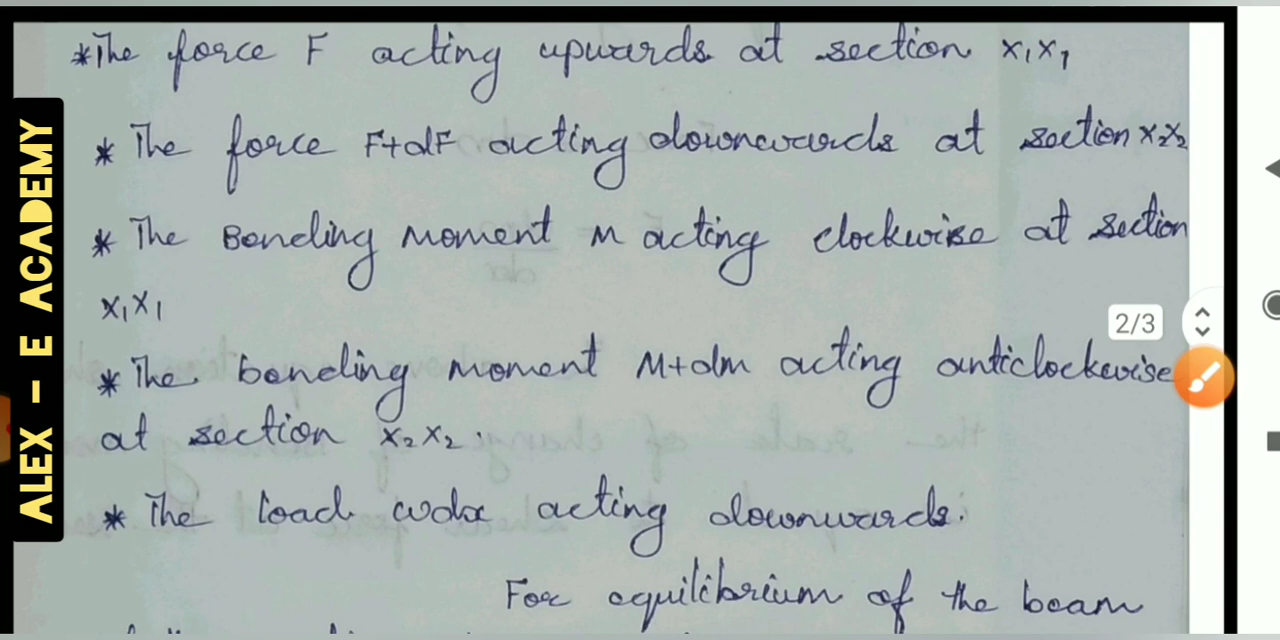 *The force F acting upwards at section x₁x₁
* The force F+dF acting downwards at section x₂x₂
* The Bending Moment M acting clockwise at section
x₁x₁
2/3
* The bending moment M+dm acting anticlockwise
at section x₂x₂.
* The load wdx acting downwards.
For equilibrium of the beam
ALEX – E ACADEMY